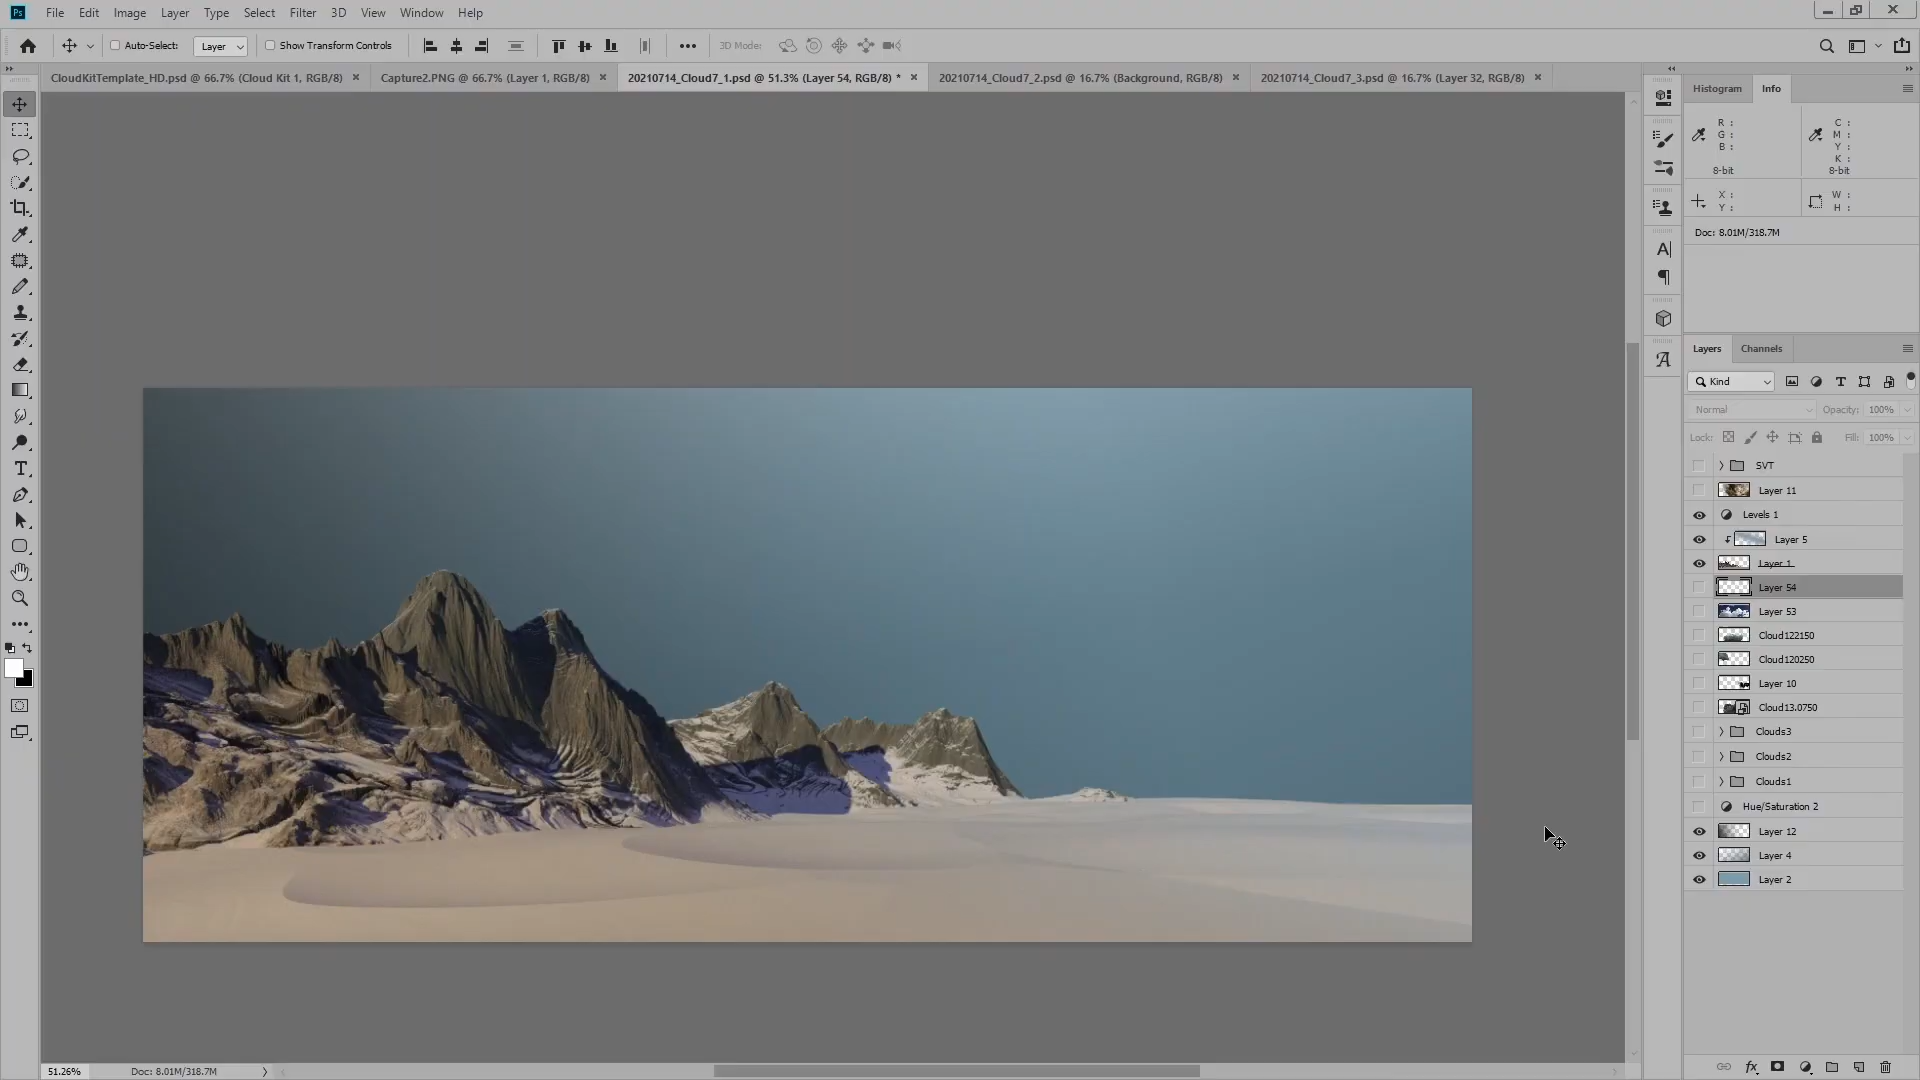 Ps File Edit Image Layer Type Select Filter 3D View Window Help
Auto-Select: Layer Show Transform Controls 3D Mode:
CloudKitTemplate_HD.psd @ 66.7% (Cloud Kit 1, RGB/8) Capture2.PNG @ 66.7% (Layer 1, RGB/8) 20210714_Cloud7_1.psd @ 51.3% (Layer 54, RGB/8) * 20210714_Cloud7_2.psd @ 16.7% (Background, RGB/8) 20210714_Cloud7_3.psd @ 16.7% (Layer 32, RGB/8)
Histogram Info
R : C :
G : M :
B : Y :
K :
8-bit 8-bit
X : W :
Y : H :
Doc: 8.01M/318.7M
Layers Channels
Kind
Normal Opacity: 100%
Lock: Fill: 100%
SVT
Layer 11
Levels 1
Layer 5
Layer 1
Layer 54
Layer 53
Cloud122150
Cloud120250
Layer 10
Cloud13.0750
Clouds3
Clouds2
Clouds1
Hue/Saturation 2
Layer 12
Layer 4
Layer 2
51.26% Doc: 8.01M/318.7M